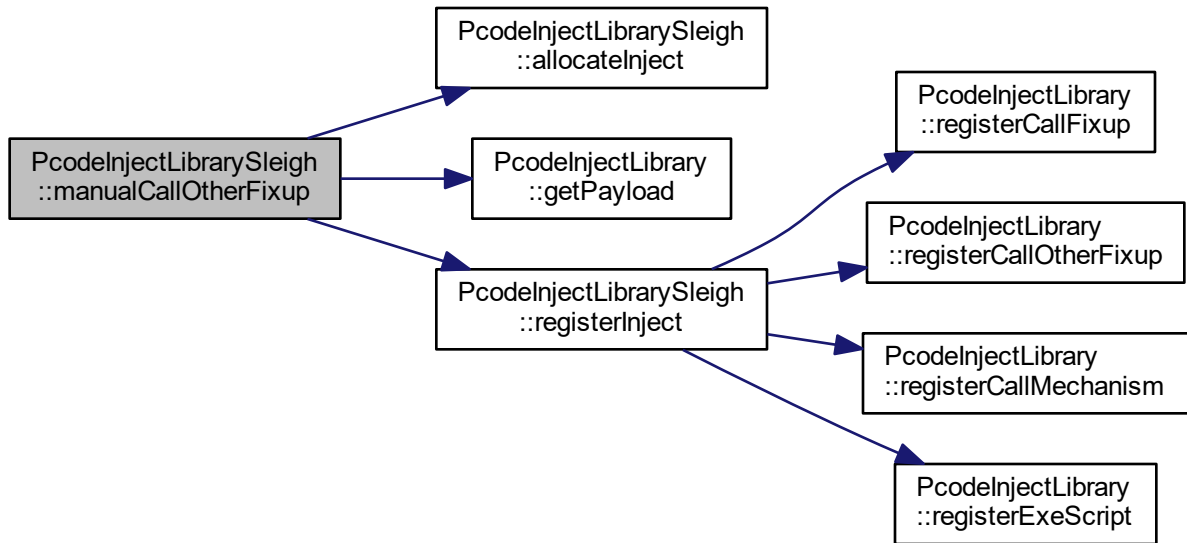 PcodeInjectLibrarySleigh
::manualCallOtherFixup
PcodeInjectLibrarySleigh
::allocateInject
PcodeInjectLibrary
::getPayload
PcodeInjectLibrarySleigh
::registerInject
PcodeInjectLibrary
::registerCallFixup
PcodeInjectLibrary
::registerCallOtherFixup
PcodeInjectLibrary
::registerCallMechanism
PcodeInjectLibrary
::registerExeScript